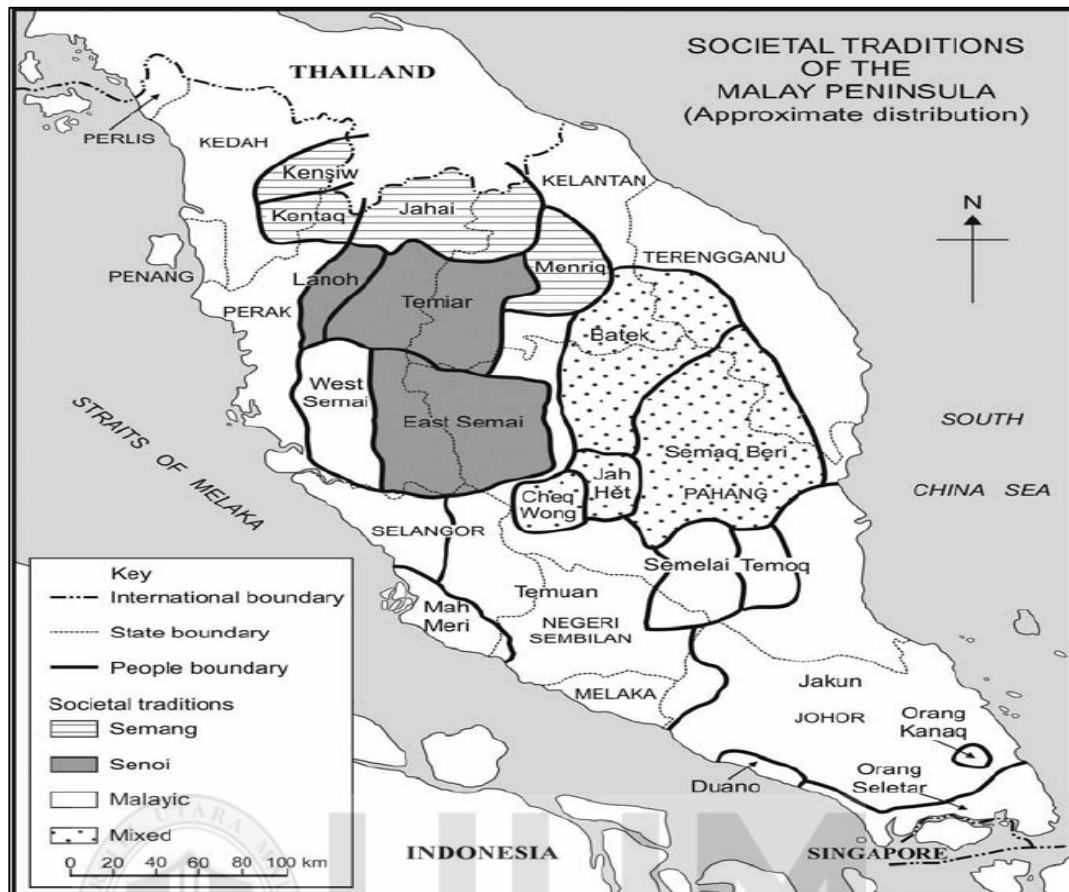 SOCIETAL TRADITIONS
OF THE
MALAY PENINSULA
(Approximate distribution)
THAILAND
PERLIS
KEDAH
Kensiw
Kentaq
Jahai
KELANTAN
N
PENANG
Lanoh
Menriq
TERENGGANU
PERAK
Temiar
Batek
West
Semai
East Semai
STRAITS OF MELAKA
SOUTH
CHINA SEA
Semaq Beri
Jah
Hět
Cheq
Wong
PAHANG
SELANGOR
Semelai
Temoq
Temuan
Mah
Meri
NEGERI
SEMBILAN
MELAKA
Jakun
JOHOR
Orang
Kanaq
Duano
Orang
Seletar
INDONESIA
SINGAPORE
Key
International boundary
State boundary
People boundary
Societal traditions
Semang
Senoi
Malayic
Mixed
0 20 40 60 80 100 km
UTARA
UUM